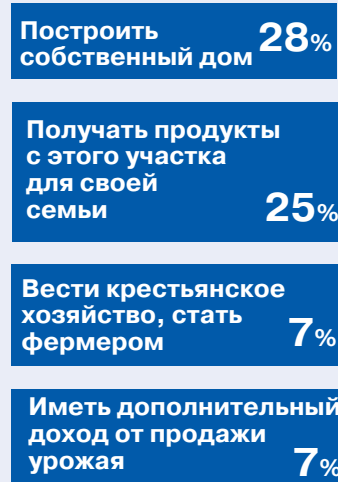 Построить
собственный дом 28%
Получать продукты
с этого участка
для своей
семьи 25%
Вести крестьянское
хозяйство, стать
фермером 7%
Иметь дополнительный
доход от продажи
урожая 7%